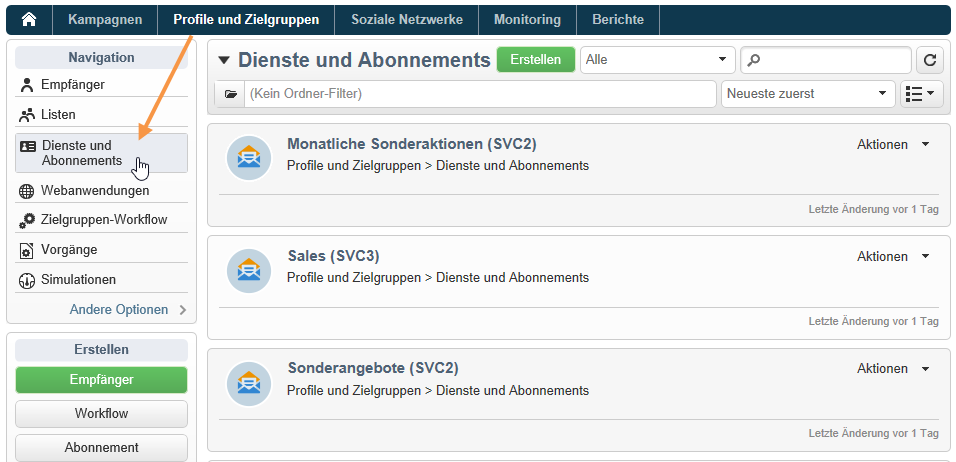 Kampagnen
Profile und Zielgruppen
Soziale Netzwerke
Monitoring
Berichte
Navigation
Empfänger
Listen
Dienste und
Abonnements
Webanwendungen
Zielgruppen-Workflow
Vorgänge
Simulationen
Andere Optionen
Erstellen
Empfänger
Workflow
Abonnement
Dienste und Abonnements
Erstellen
Alle
(Kein Ordner-Filter)
Neueste zuerst
Monatliche Sonderaktionen (SVC2)
Aktionen
Profile und Zielgruppen > Dienste und Abonnements
Letzte Änderung vor 1 Tag
Sales (SVC3)
Aktionen
Profile und Zielgruppen > Dienste und Abonnements
Letzte Änderung vor 1 Tag
Sonderangebote (SVC2)
Aktionen
Profile und Zielgruppen > Dienste und Abonnements
Letzte Änderung vor 1 Tag